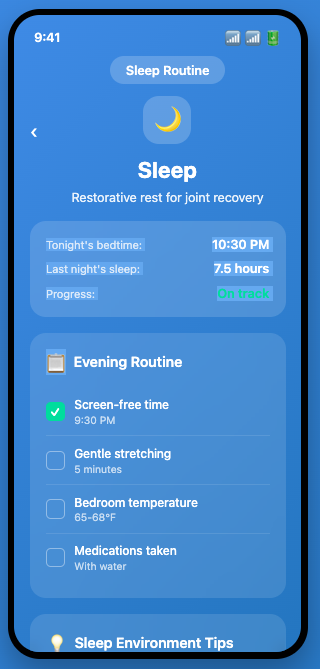 9:41
Sleep Routine
‹
Sleep
Restorative rest for joint recovery
Tonight's bedtime: 10:30 PM
Last night's sleep: 7.5 hours
Progress: On track
Evening Routine
Screen-free time
9:30 PM
Gentle stretching
5 minutes
Bedroom temperature
65-68°F
Medications taken
With water
Sleep Environment Tips